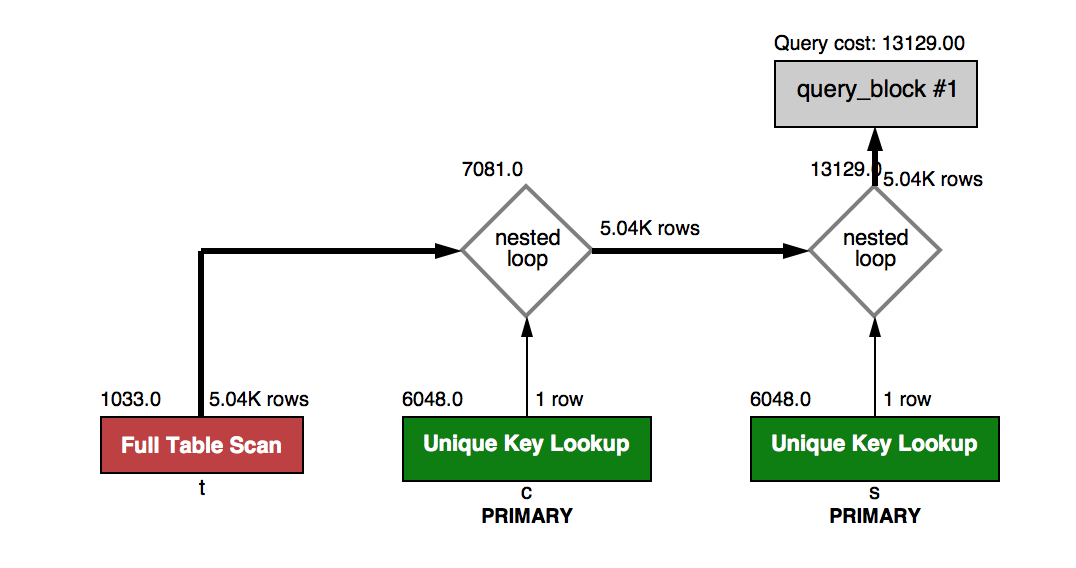 Query cost: 13129.00
query_block #1
7081.0
13129.0
5.04K rows
nested
loop
5.04K rows
nested
loop
1033.0
5.04K rows
6048.0
1 row
6048.0
1 row
Full Table Scan
Unique Key Lookup
Unique Key Lookup
t
c
s
PRIMARY
PRIMARY